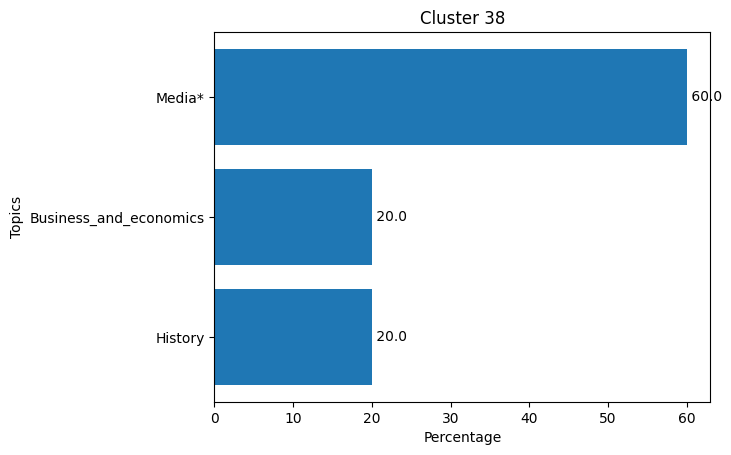 Cluster 38
Topics
Media*
60.0
Business_and_economics
20.0
History
20.0
0 10 20 30 40 50 60
Percentage